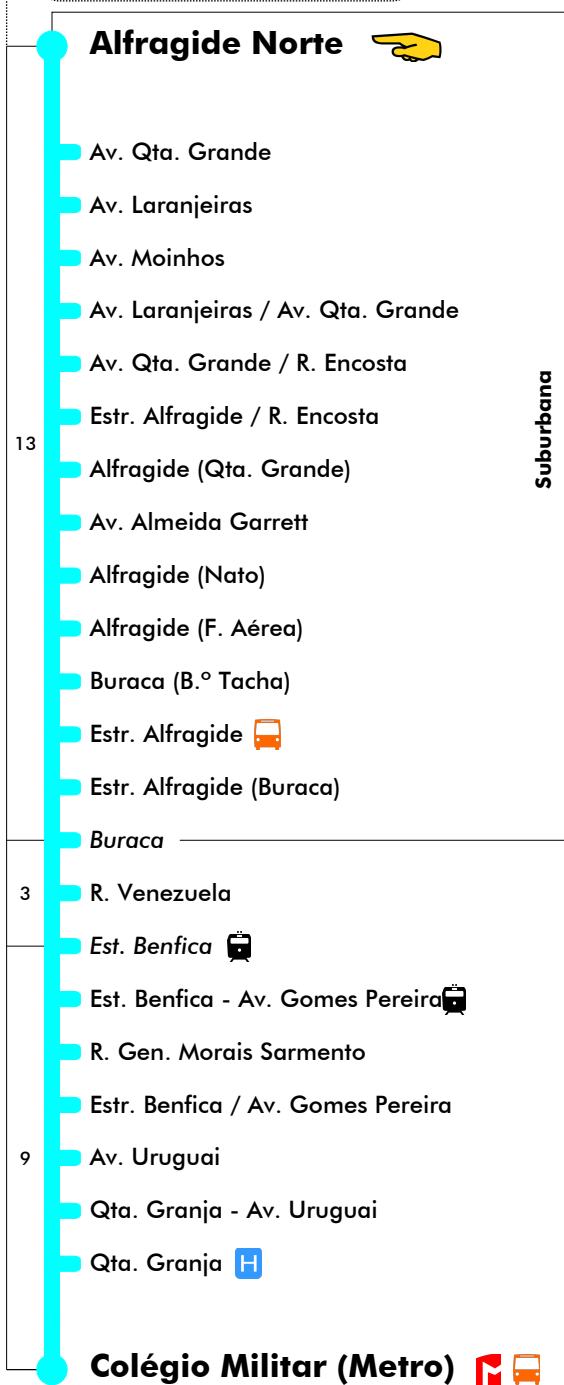 Alfragide Norte
Av. Qta. Grande
Av. Laranjeiras
Av. Moinhos
Av. Laranjeiras / Av. Qta. Grande
Av. Qta. Grande / R. Encosta
Suburbana
Estr. Alfragide / R. Encosta
13
Alfragide (Qta. Grande)
Av. Almeida Garrett
Alfragide (Nato)
Alfragide (F. Aérea)
Buraca (B.º Tacha)
Estr. Alfragide
Estr. Alfragide (Buraca)
Buraca
3 R. Venezuela
Est. Benfica
Est. Benfica - Av. Gomes Pereira
R. Gen. Morais Sarmento
Estr. Benfica / Av. Gomes Pereira
9 Av. Uruguai
Qta. Granja - Av. Uruguai
Qta. Granja H
Colégio Militar (Metro)